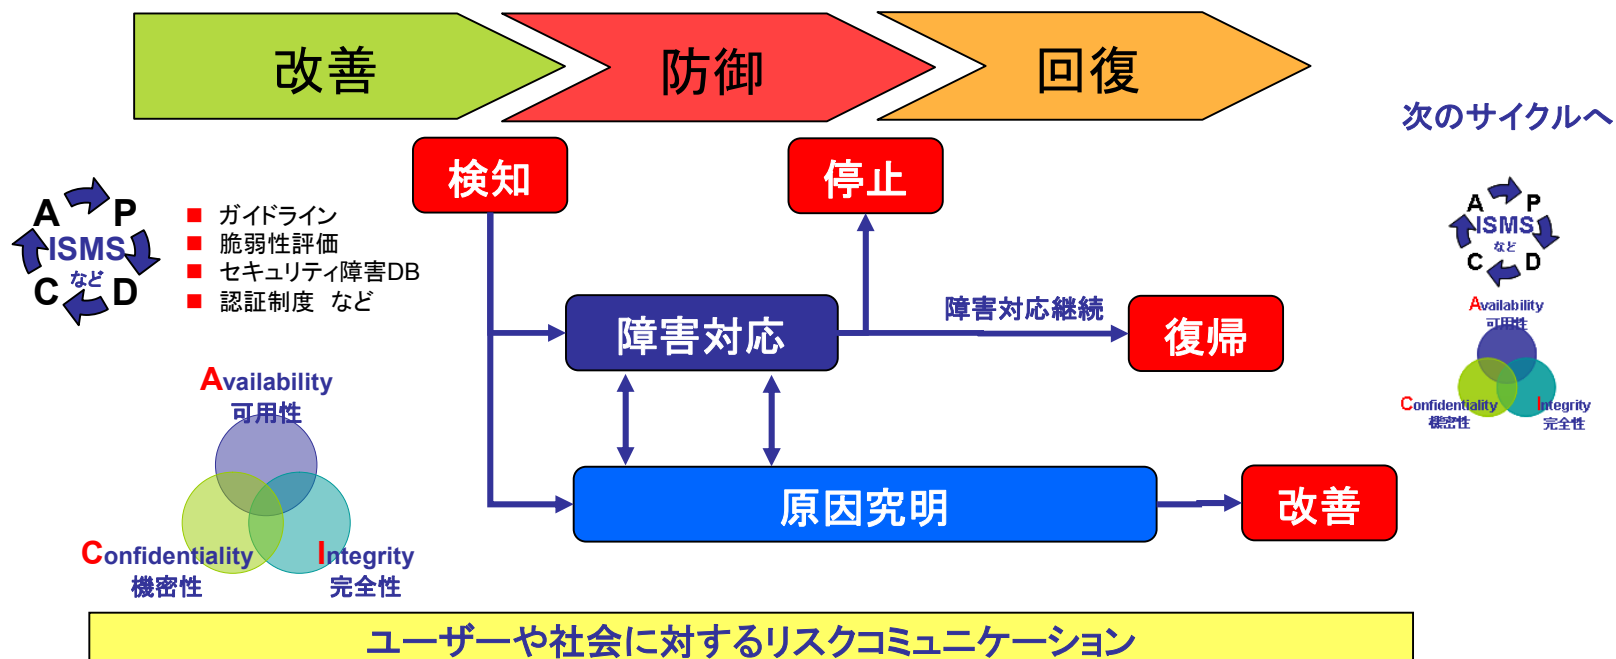 改善
防御
回復
次のサイクルへ
検知
停止
A P
ISMS
など
C D
ガイドライン
脆弱性評価
セキュリティ障害DB
認証制度 など
障害対応
障害対応継続
復帰
Availability
可用性
Confidentiality
機密性
Integrity
完全性
原因究明
改善
A P
ISMS
など
C D
Availability
可用性
Confidentiality
機密性
Integrity
完全性
ユーザーや社会に対するリスクコミュニケーション